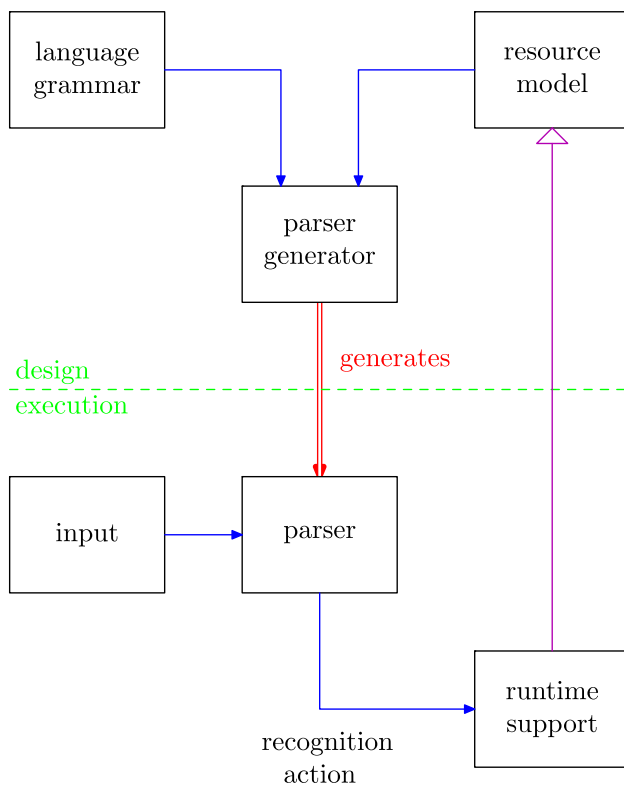 language
grammar
resource
model
parser
generator
generates
design
execution
input
parser
runtime
support
recognition
action